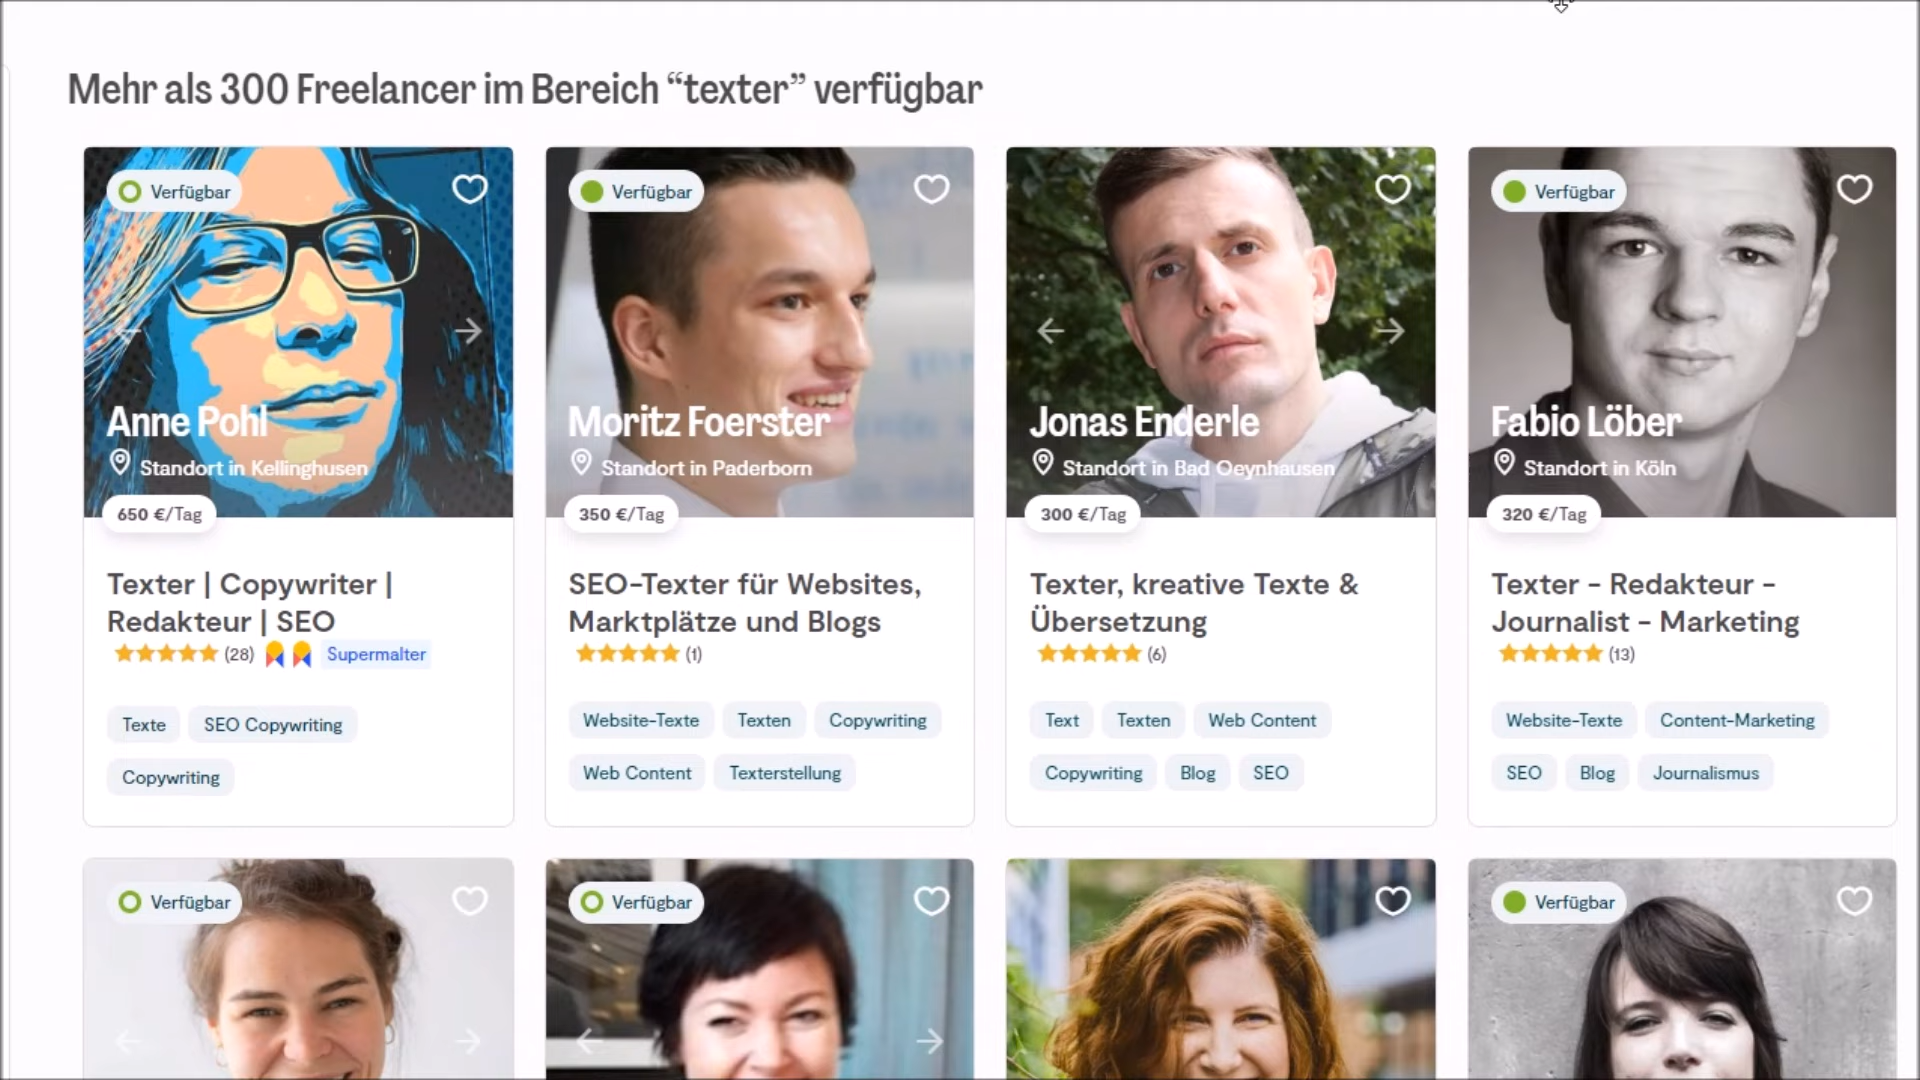 Mehr als 300 Freelancer im Bereich “texter” verfügbar
Verfügbar
Anne Pohl
Standort in Kellinghusen
650 €/Tag
Texter | Copywriter |
Redakteur | SEO
(28) Supermalter
Texte SEO Copywriting
Copywriting
Verfügbar
Moritz Foerster
Standort in Paderborn
350 €/Tag
SEO-Texter für Websites,
Marktplätze und Blogs
(1)
Website-Texte Texten Copywriting
Web Content Texterstellung
Jonas Enderle
Standort in Bad Oeynhausen
300 €/Tag
Texter, kreative Texte &
Übersetzung
(6)
Text Texten Web Content
Copywriting Blog SEO
Verfügbar
Fabio Löber
Standort in Köln
320 €/Tag
Texter - Redakteur -
Journalist - Marketing
(13)
Website-Texte Content-Marketing
SEO Blog Journalismus
Verfügbar
Verfügbar
Verfügbar